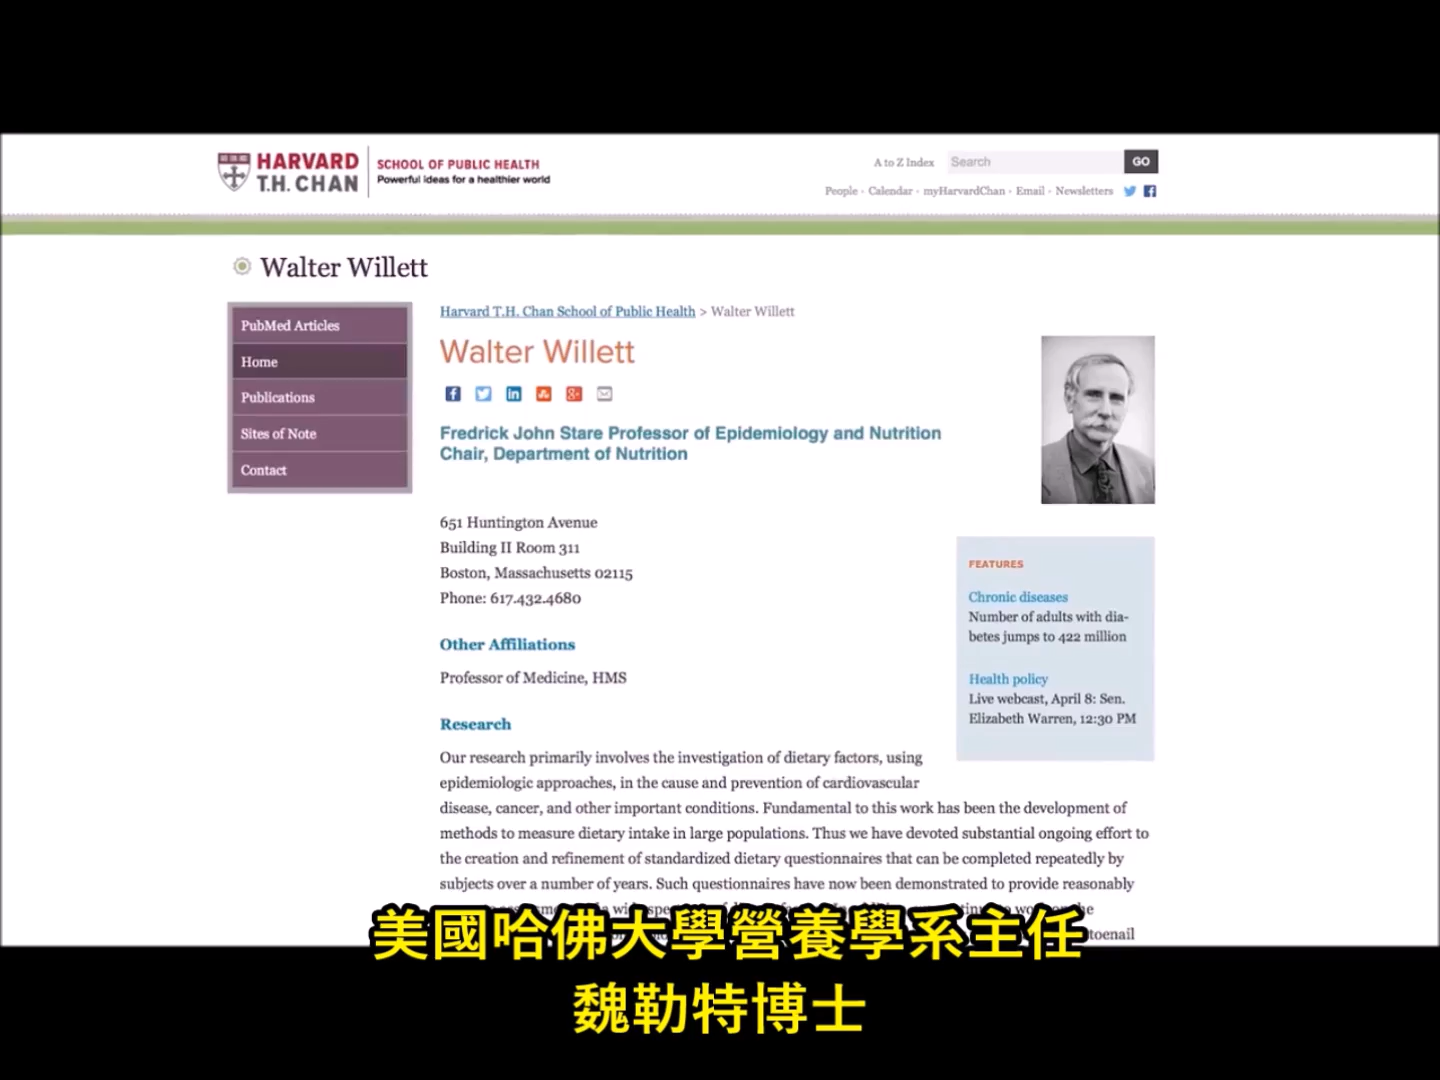 HARVARD
T.H. CHAN
SCHOOL OF PUBLIC HEALTH
Powerful ideas for a healthier world
A to Z Index
Search
GO
People · Calendar · myHarvardChan · Email · Newsletters
Walter Willett
PubMed Articles
Home
Publications
Sites of Note
Contact
Harvard T.H. Chan School of Public Health > Walter Willett
Walter Willett
Fredrick John Stare Professor of Epidemiology and Nutrition
Chair, Department of Nutrition
651 Huntington Avenue
Building II Room 311
Boston, Massachusetts 02115
Phone: 617.432.4680
Other Affiliations
Professor of Medicine, HMS
Research
Our research primarily involves the investigation of dietary factors, using
epidemiologic approaches, in the cause and prevention of cardiovascular
disease, cancer, and other important conditions. Fundamental to this work has been the development of
methods to measure dietary intake in large populations. Thus we have devoted substantial ongoing effort to
the creation and refinement of standardized dietary questionnaires that can be completed repeatedly by
subjects over a number of years. Such questionnaires have now been demonstrated to provide reasonably
toenail
FEATURES
Chronic diseases
Number of adults with dia-
betes jumps to 422 million
Health policy
Live webcast, April 8: Sen.
Elizabeth Warren, 12:30 PM
美國哈佛大學營養學系主任
魏勒特博士